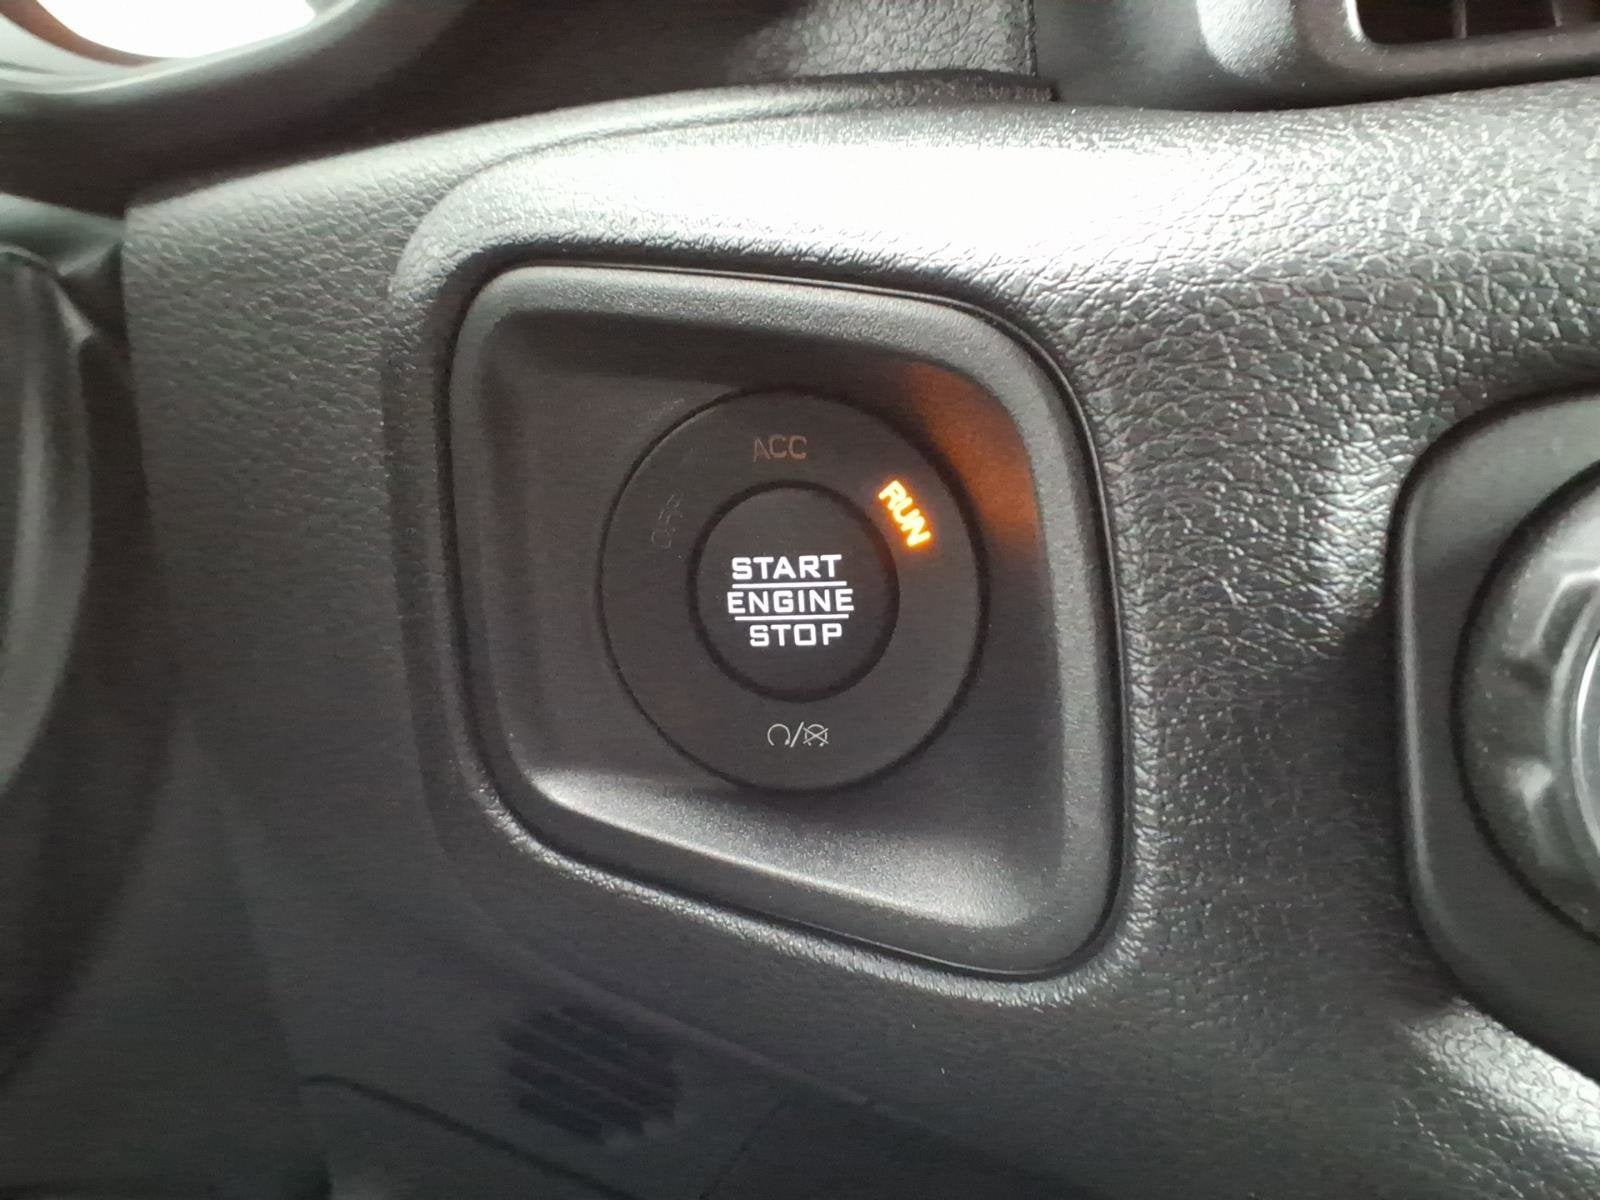 ACC
OFF
RUN
START
ENGINE
STOP